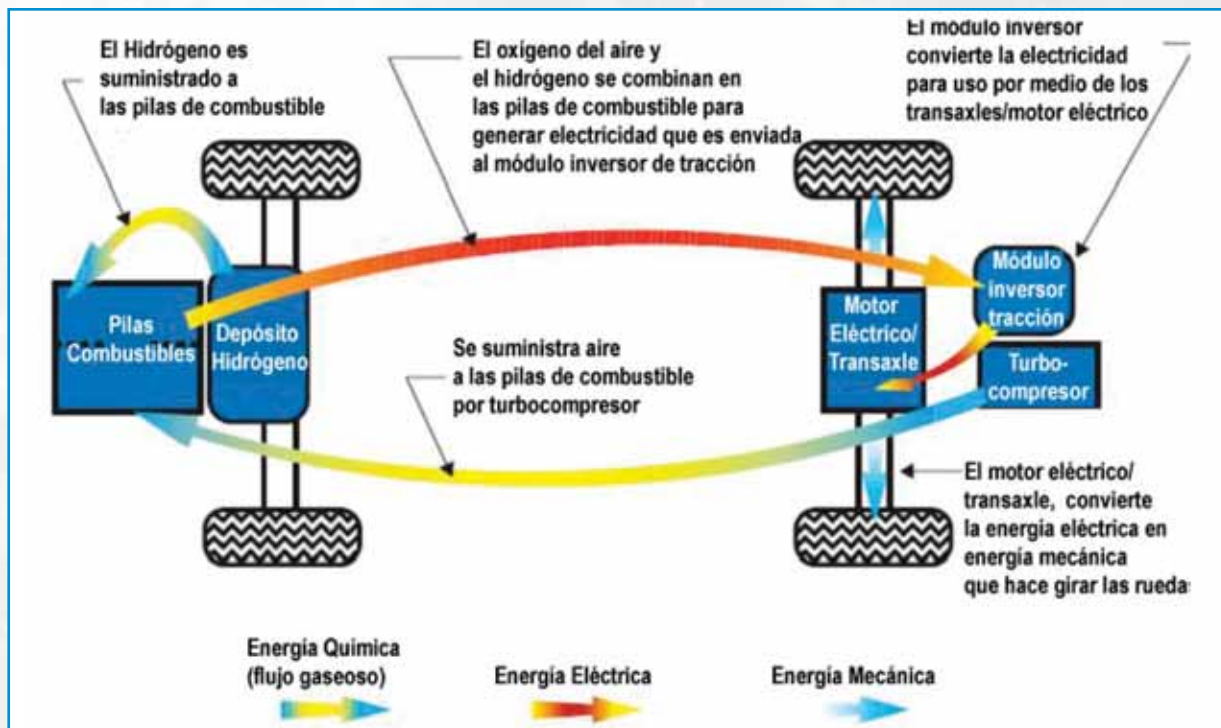 El Hidrógeno es
suministrado a
las pilas de combustible
El oxígeno del aire y
el hidrógeno se combinan en
las pilas de combustible para
generar electricidad que es enviada
al módulo inversor de tracción
El módulo inversor
convierte la electricidad
para uso por medio de los
transaxles/motor eléctrico
Pilas
Combustibles
Depósito
Hidrógeno
Motor
Eléctrico/
Transaxle
Módulo
inversor
tracción
Turbo-
compresor
Se suministra aire
a las pilas de combustible
por turbocompresor
El motor eléctrico/
transaxle, convierte
la energía eléctrica en
energía mecánica
que hace girar las rueda
Energía Química
(flujo gaseoso)
Energía Eléctrica
Energía Mecánica